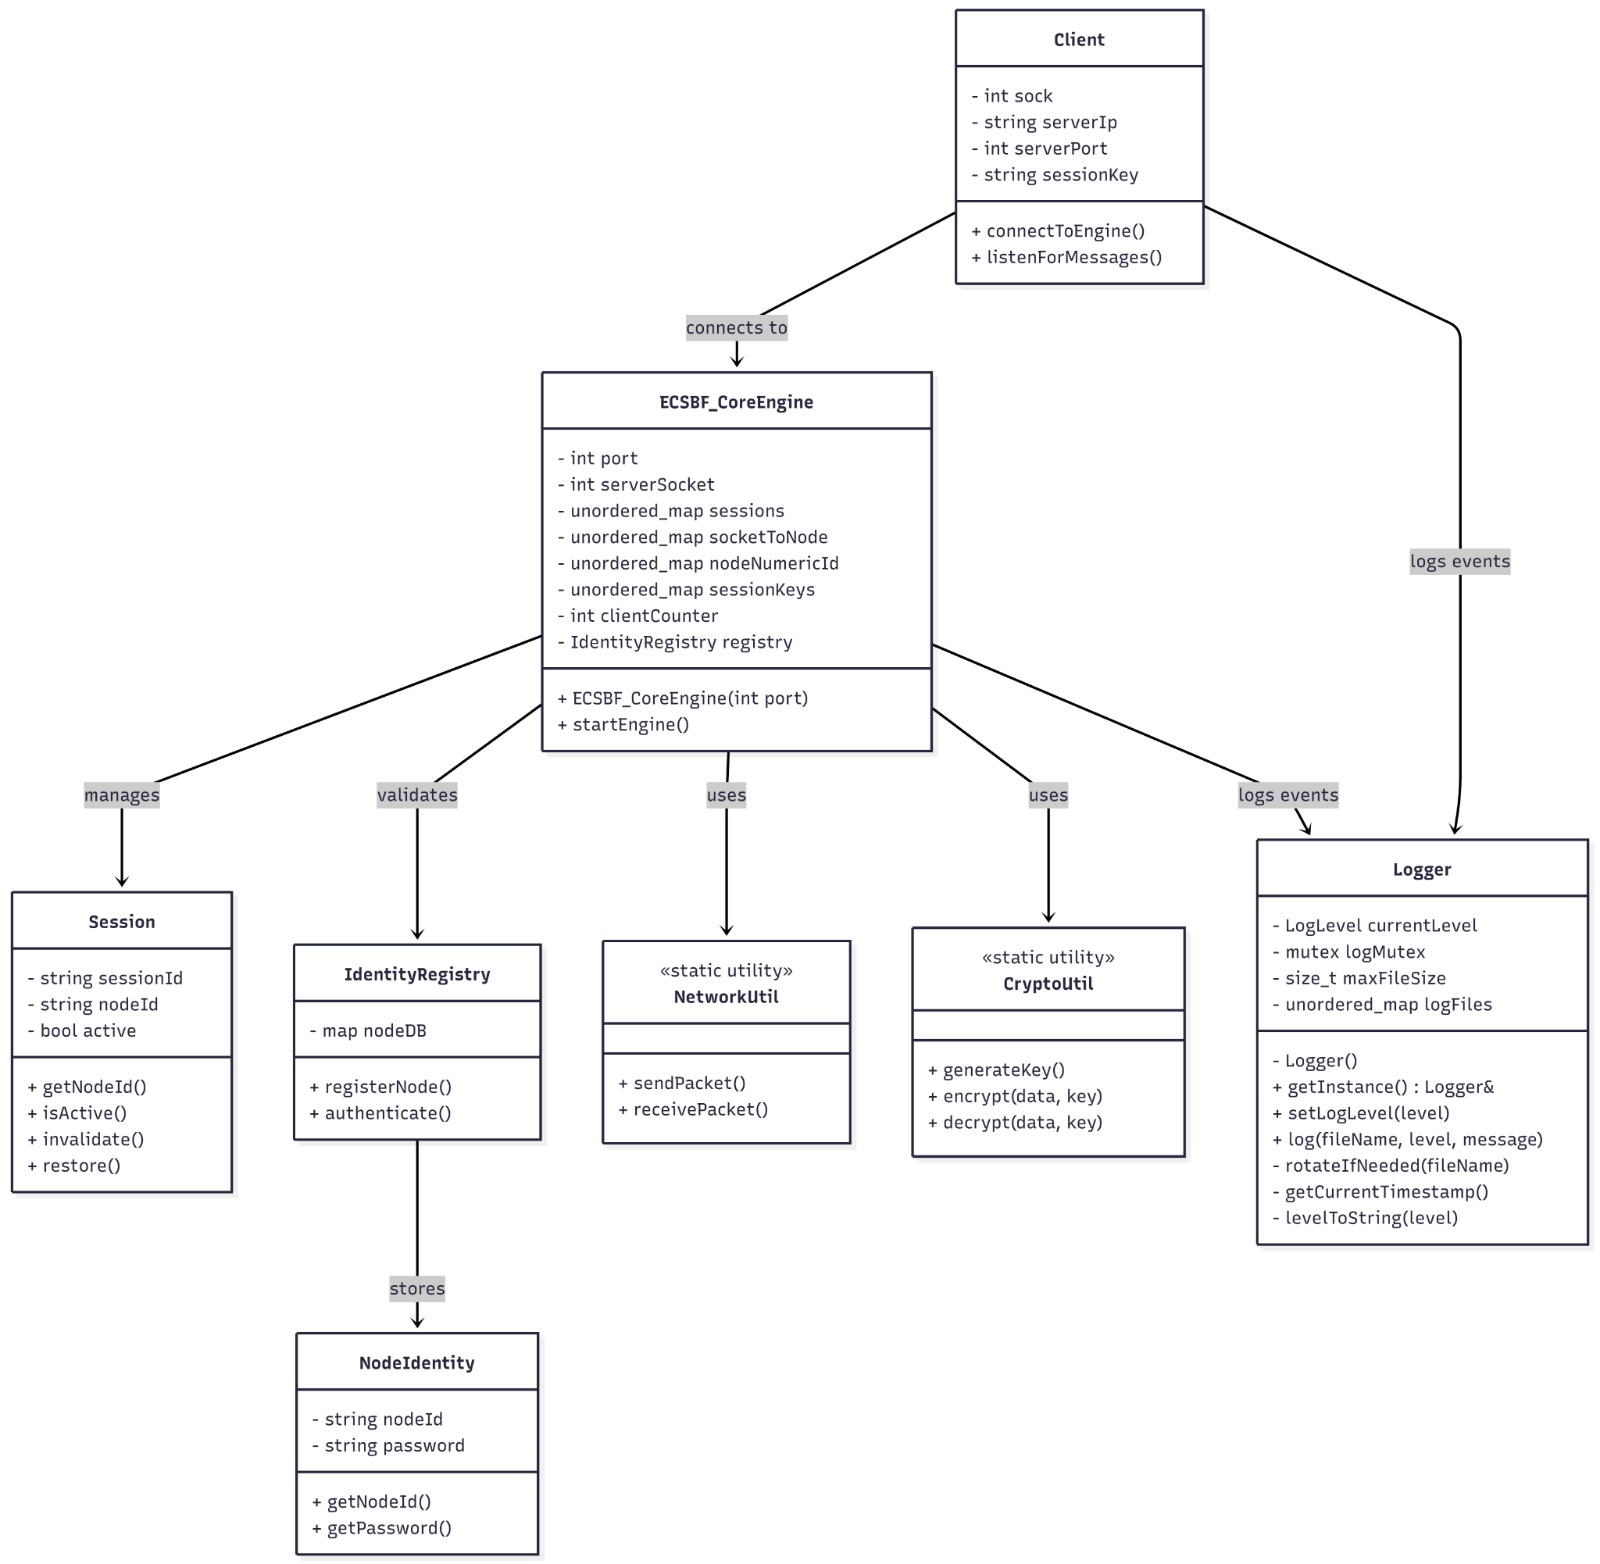 Client
- int sock
- string serverIp
- int serverPort
- string sessionKey
+ connectToEngine()
+ listenForMessages()
connects to
logs events
ECSBF_CoreEngine
- int port
- int serverSocket
- unordered_map sessions
- unordered_map socketToNode
- unordered_map nodeNumericId
- unordered_map sessionKeys
- int clientCounter
- IdentityRegistry registry
+ ECSBF_CoreEngine(int port)
+ startEngine()
manages
validates
uses
uses
logs events
Session
- string sessionId
- string nodeId
- bool active
+ getNodeId()
+ isActive()
+ invalidate()
+ restore()
IdentityRegistry
- map nodeDB
+ registerNode()
+ authenticate()
«static utility»
NetworkUtil
+ sendPacket()
+ receivePacket()
«static utility»
CryptoUtil
+ generateKey()
+ encrypt(data, key)
+ decrypt(data, key)
Logger
- LogLevel currentLevel
- mutex logMutex
- size_t maxFileSize
- unordered_map logFiles
- Logger()
+ getInstance() : Logger&
+ setLogLevel(level)
+ log(fileName, level, message)
- rotateIfNeeded(fileName)
- getCurrentTimestamp()
- levelToString(level)
stores
NodeIdentity
- string nodeId
- string password
+ getNodeId()
+ getPassword()